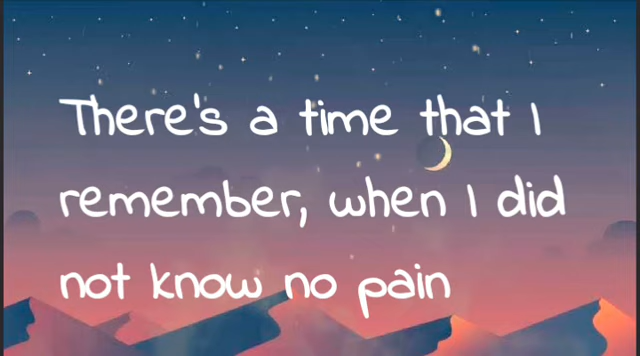 There's a time that I
remember, when I did
not know no pain